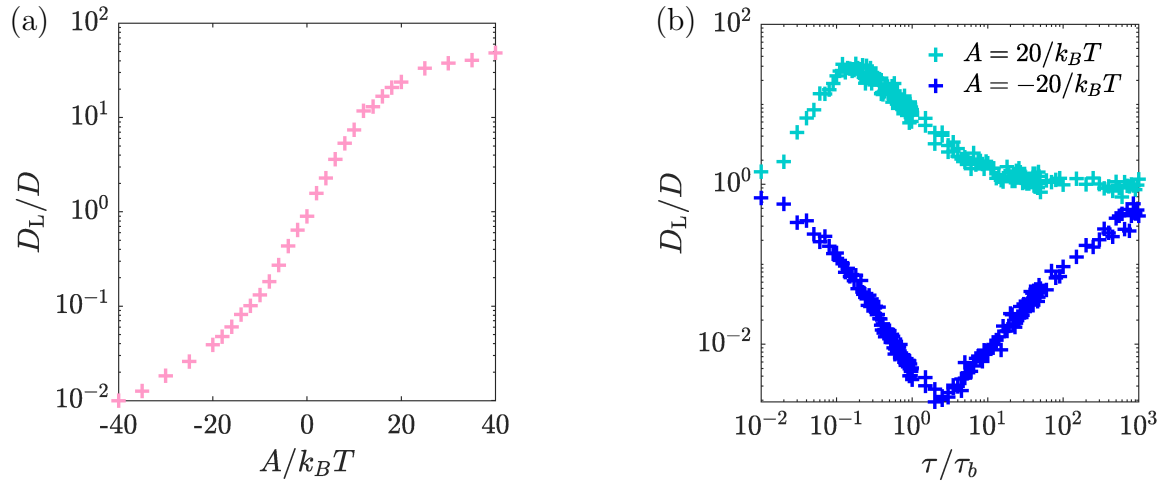 (a)
D_L/D
10^2
10^1
10^0
10^{-1}
10^{-2}
-40 -20 0 20 40
A/k_BT
(b)
D_L/D
10^2
10^0
10^{-2}
A = 20/k_BT
A = −20/k_BT
10^{-2} 10^{-1} 10^0 10^1 10^2 10^3
τ/τ_b